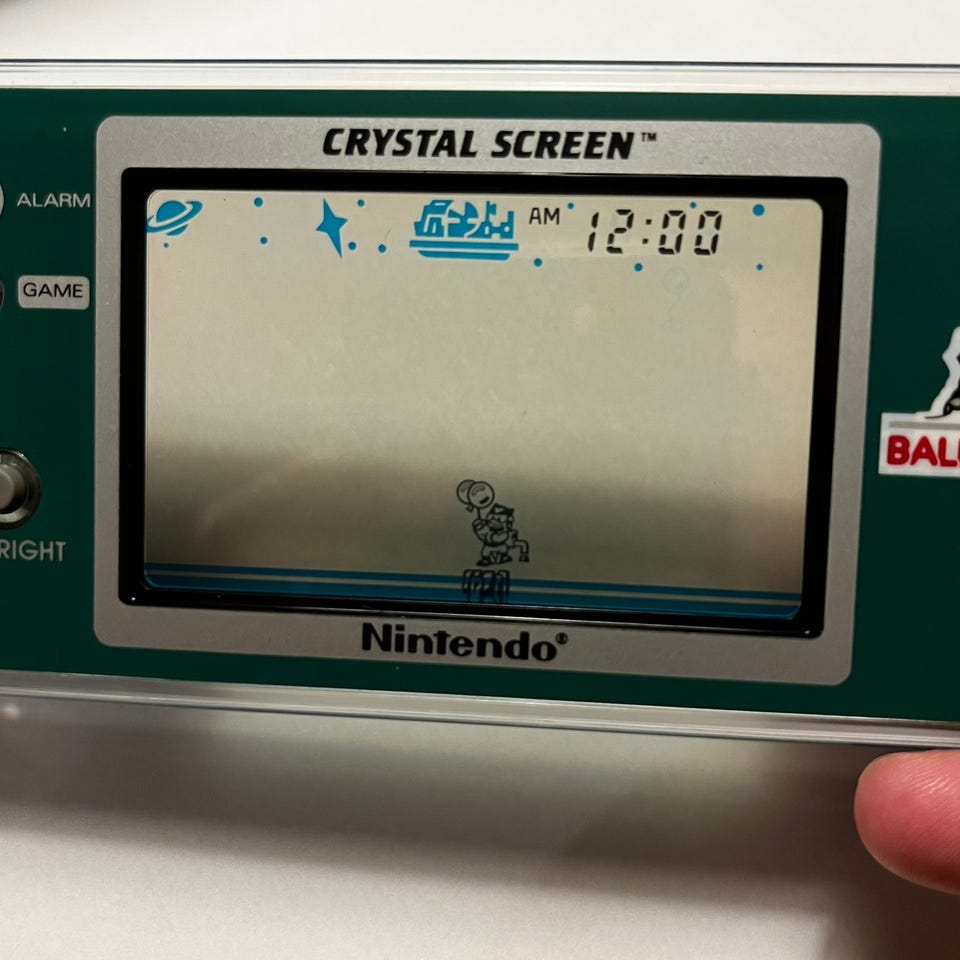 CRYSTAL SCREEN™
ALARM
AM 12:00
GAME
BAL
RIGHT
Nintendo®